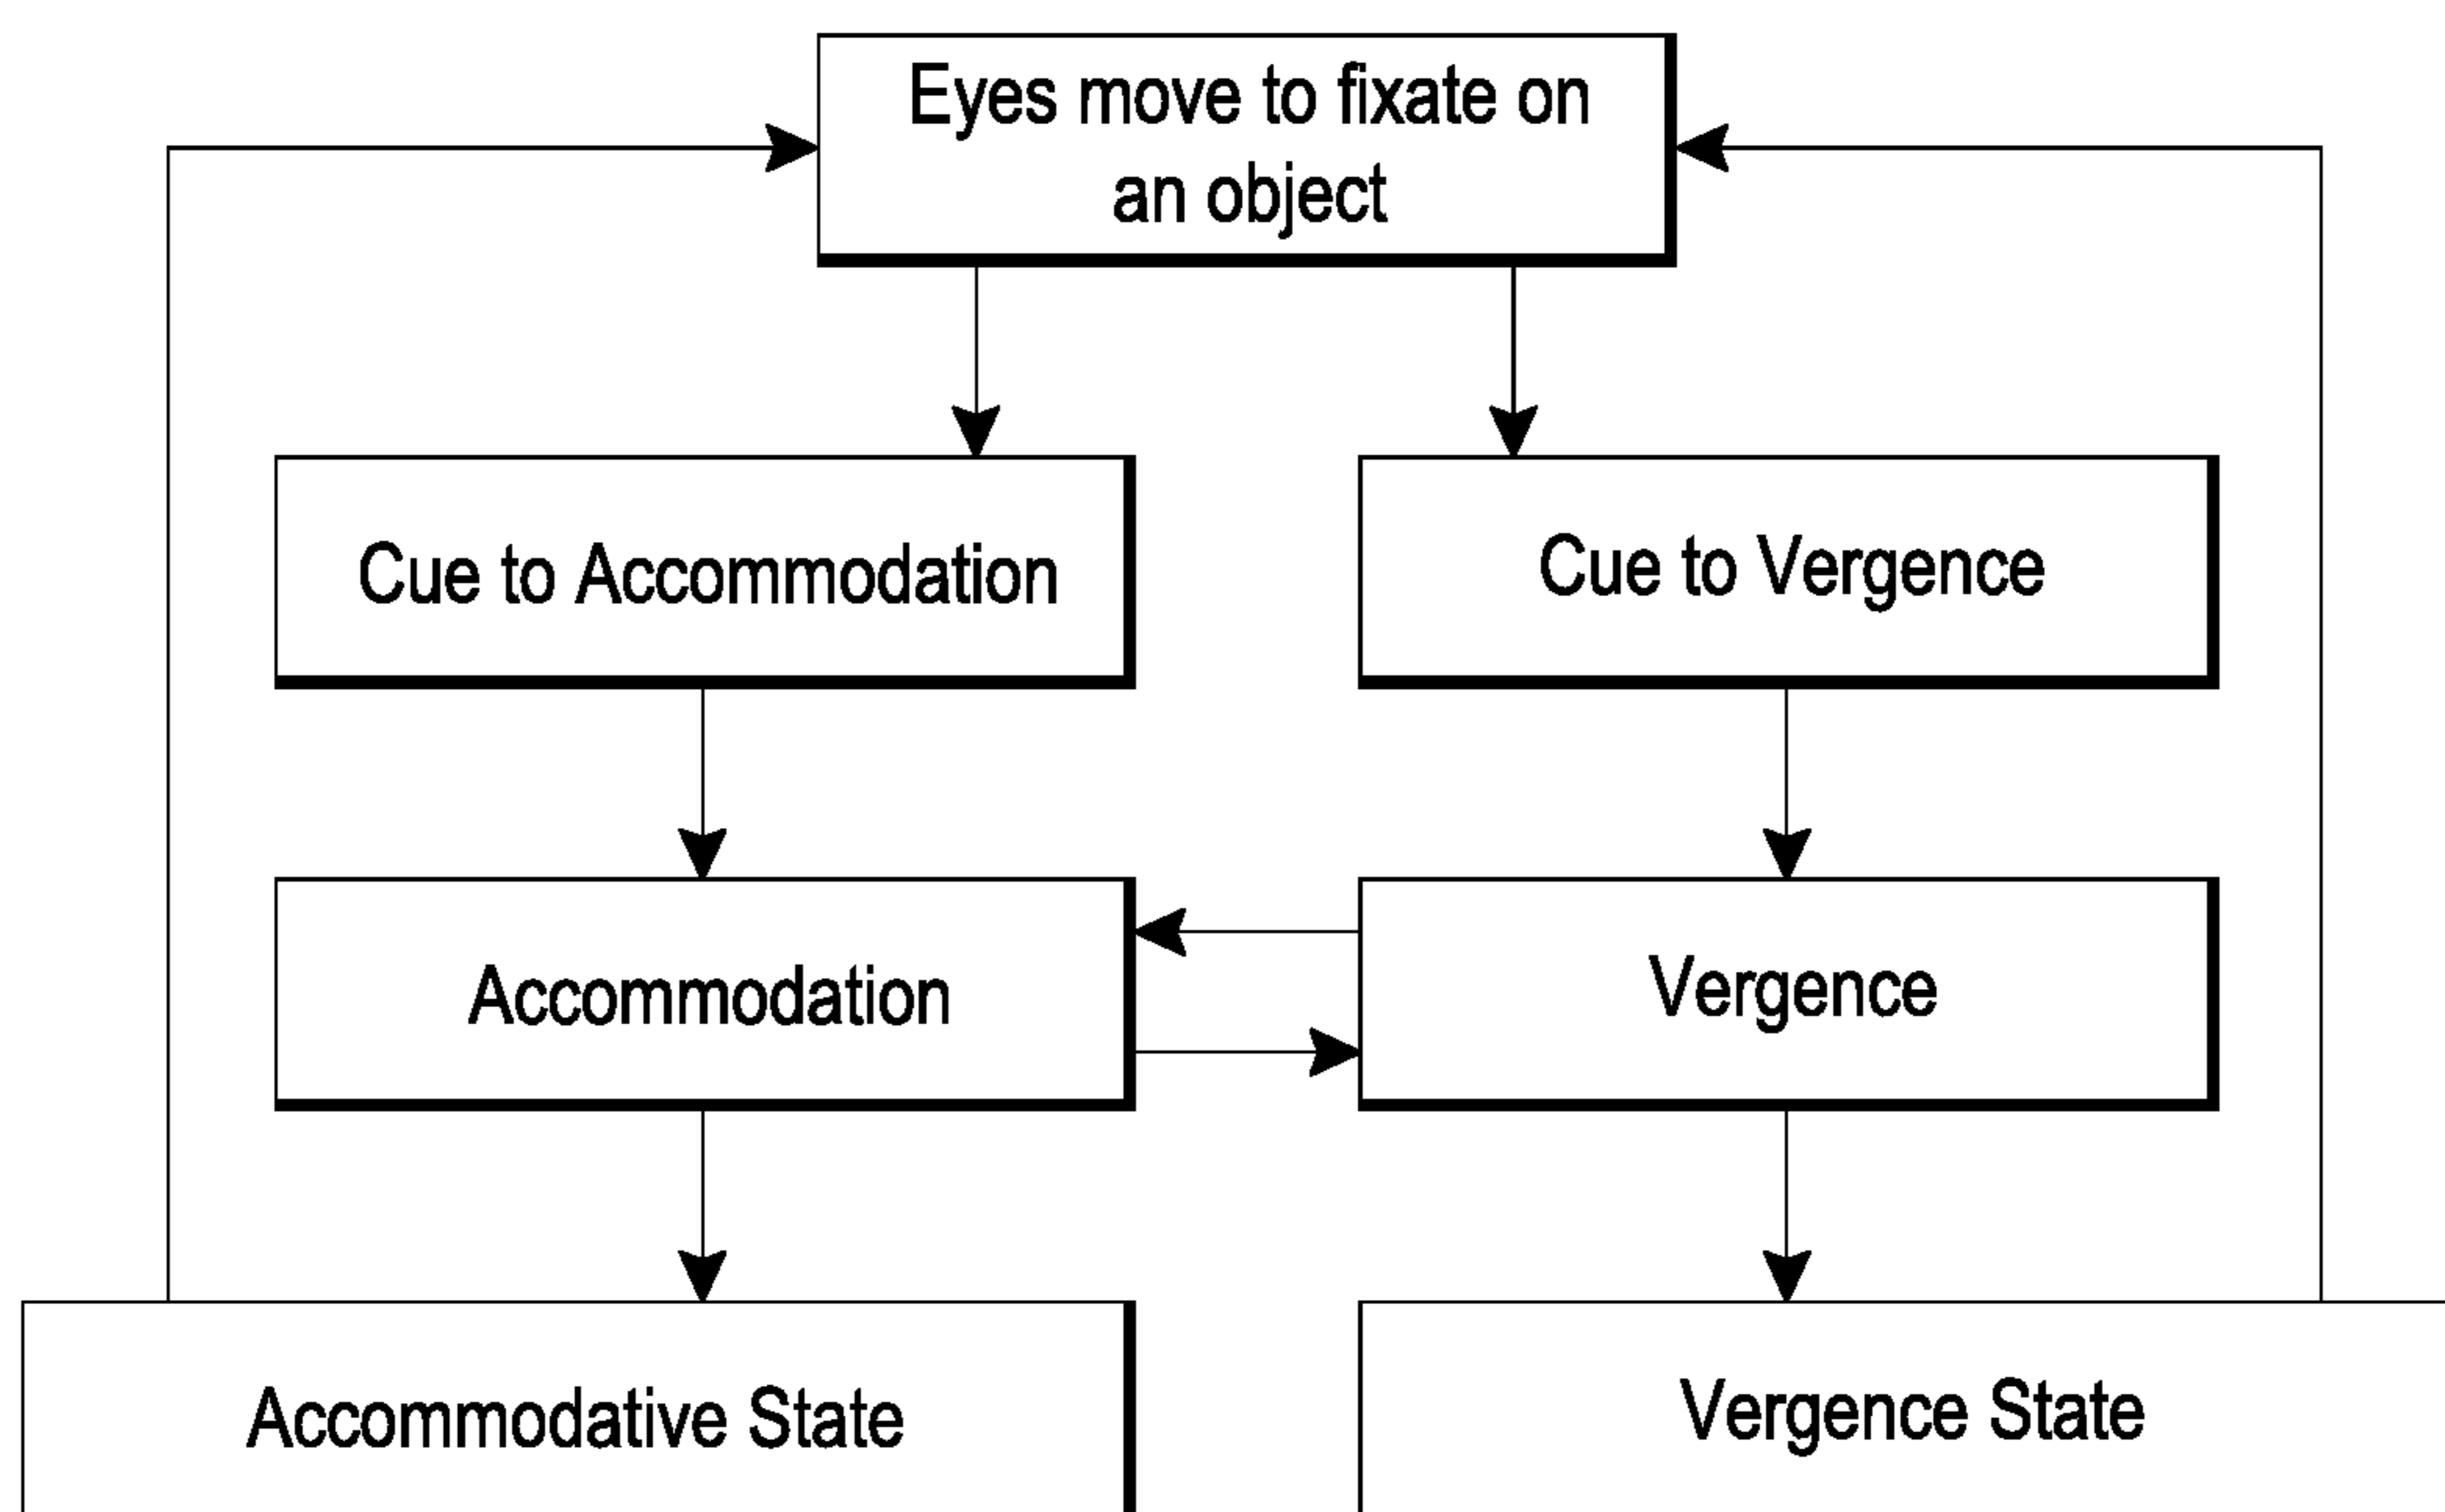 Eyes move to fixate on
an object
Cue to Accommodation
Cue to Vergence
Accommodation
Vergence
Accommodative State
Vergence State